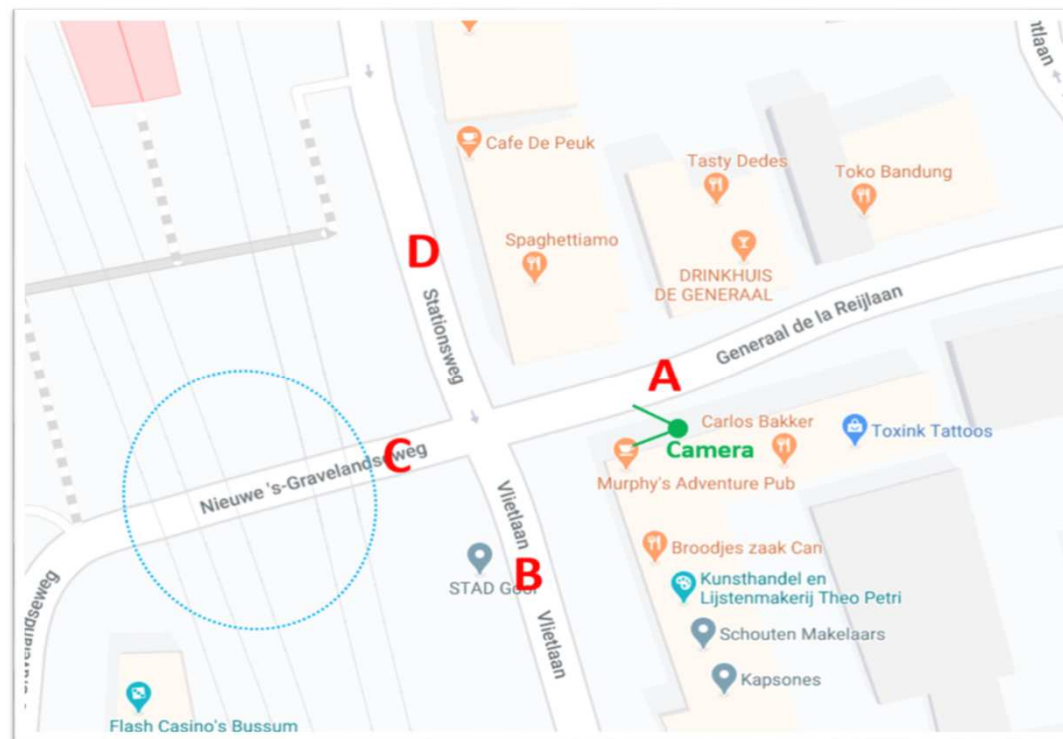 ntlaan
Cafe De Peuk
Tasty Dedes
Toko Bandung
D
Spaghettiamo
DRINKHUIS
DE GENERAAL
Stationsweg
Generaal de la Reijlaan
A
Carlos Bakker
Toxink Tattoos
Camera
C
Nieuwe 's-Gravelandseweg
Murphy's Adventure Pub
Vlietlaan
Broodjes zaak Can
B
STAD Gooi
Kunsthandel en
Lijstenmakerij Theo Petri
Vlietlaan
Schouten Makelaars
Kapsones
Gravelandseweg
Flash Casino's Bussum